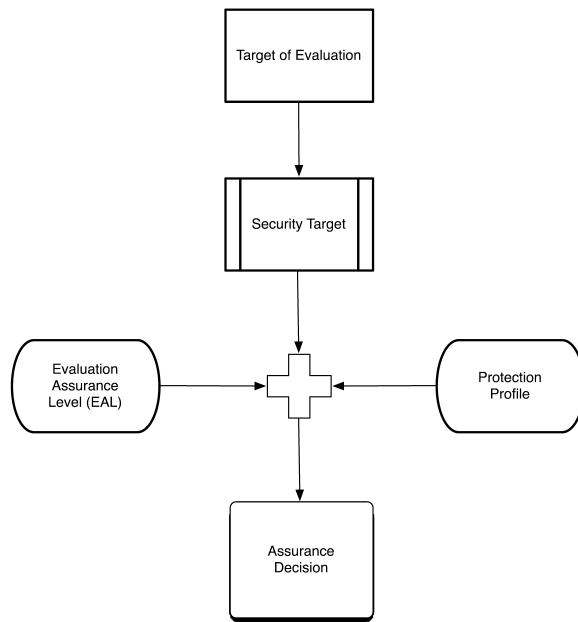 Target of Evaluation
Security Target
Evaluation
Assurance
Level (EAL)
Protection
Profile
Assurance
Decision